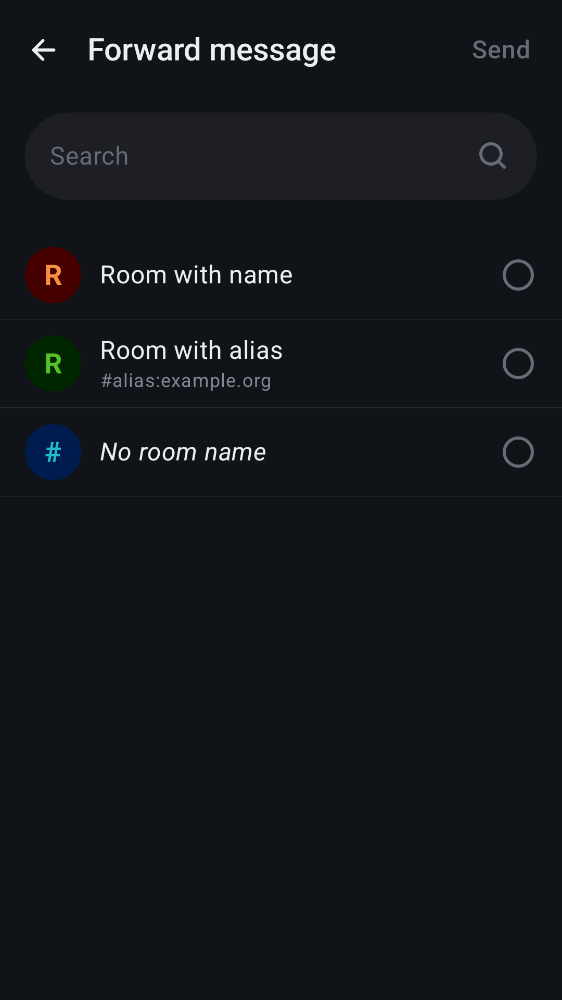 Forward message
Send
Search
R
Room with name
R
Room with alias
#alias:example.org
#
No room name